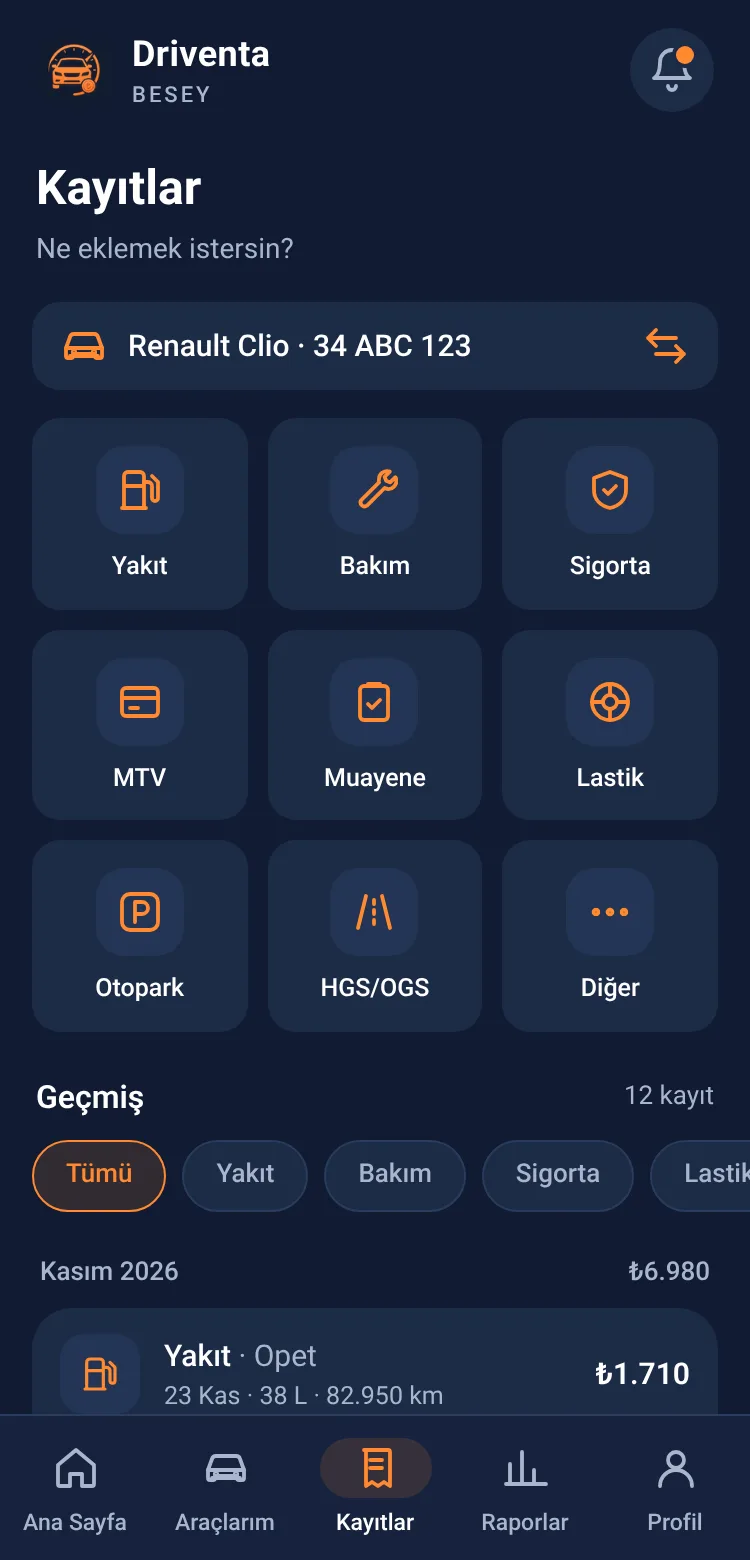 Driventa
BESEY
Kayıtlar
Ne eklemek istersin?
Renault Clio · 34 ABC 123
Yakıt
Bakım
Sigorta
MTV
Muayene
Lastik
P
Otopark
HGS/OGS
Diğer
Geçmiş
12 kayıt
Tümü
Yakıt
Bakım
Sigorta
Lastik
Kasım 2026
₺6.980
Yakıt · Opet
₺1.710
23 Kas · 38 L · 82.950 km
Ana Sayfa
Araçlarım
Kayıtlar
Raporlar
Profil